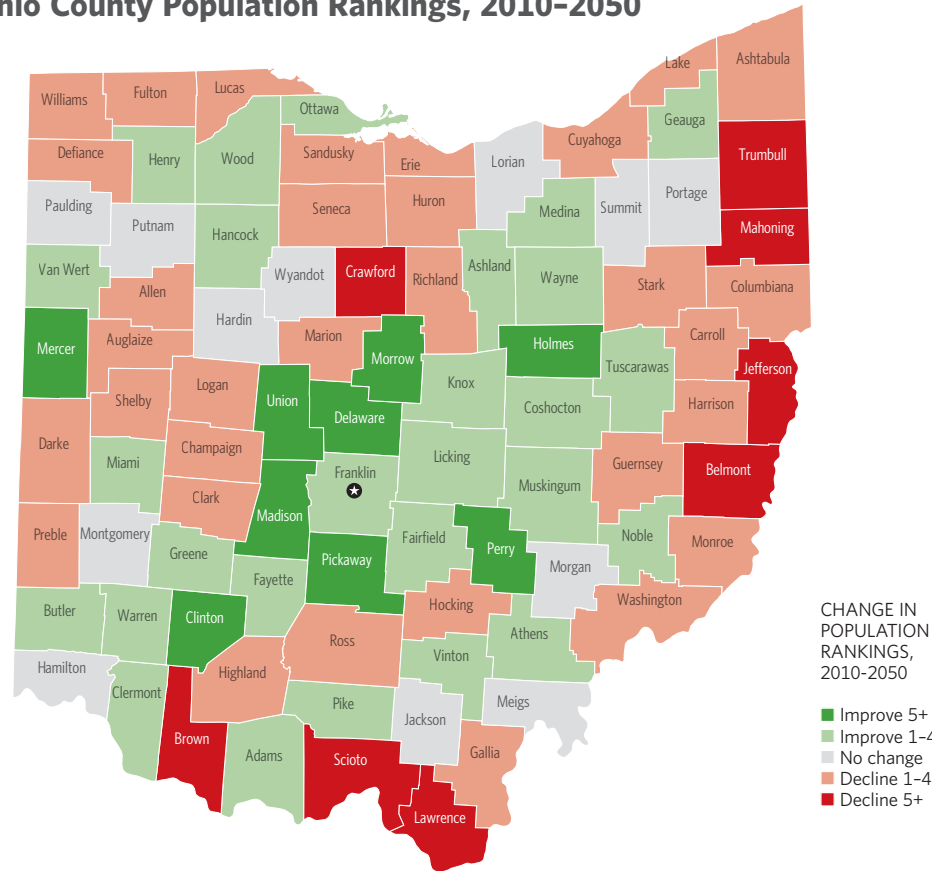 nio County Population Rankings, 2010–2050
Lake
Ashtabula
Williams
Fulton
Lucas
Ottawa
Geauga
Cuyahoga
Defiance
Henry
Wood
Sandusky
Erie
Lorian
Trumbull
Paulding
Putnam
Seneca
Huron
Medina
Summit
Portage
Mahoning
Hancock
Van Wert
Allen
Wyandot
Crawford
Richland
Ashland
Wayne
Stark
Columbiana
Hardin
Mercer
Auglaize
Marion
Morrow
Holmes
Tuscarawas
Carroll
Jefferson
Shelby
Logan
Union
Delaware
Knox
Coshocton
Harrison
Darke
Miami
Champaign
Franklin
Licking
Muskingum
Guernsey
Belmont
Clark
Madison
Preble
Montgomery
Greene
Fayette
Pickaway
Fairfield
Perry
Morgan
Noble
Monroe
Butler
Warren
Clinton
Ross
Hocking
Athens
Washington
Hamilton
Clermont
Highland
Vinton
Brown
Pike
Jackson
Meigs
Adams
Scioto
Gallia
Lawrence
CHANGE IN
POPULATION
RANKINGS,
2010-2050
Improve 5+
Improve 1–4
No change
Decline 1–4
Decline 5+